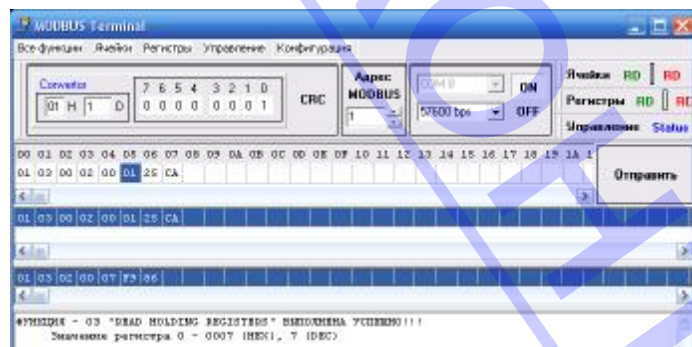 MODBUS Terminal
Все функции Ячейки Регистры Управление Конфигурация
Convertor
01 H 1 D
7 6 5 4 3 2 1 0
0 0 0 0 0 0 0 1
CRC
Адрес MODBUS
1
COM 8
57600 bps
ON
OFF
Ячейки RD RD
Регистры RD RD
Управление Status
00 01 02 03 04 05 06 07 08 09 0A 0B 0C 0D 0E 0F 10 11 12 13 14 15 16 17 18 19 1A 1
01 03 00 02 00 01 25 CA
Отправить
01 03 00 02 00 01 25 CA
01 03 02 00 07 F9 86
ФУНКЦИЯ - 03 "READ HOLDING REGISTERS" ВЫПОЛНЕНА УСПЕШНО!!!
Значение регистра 0 - 0007 (HEX), 7 (DEC)